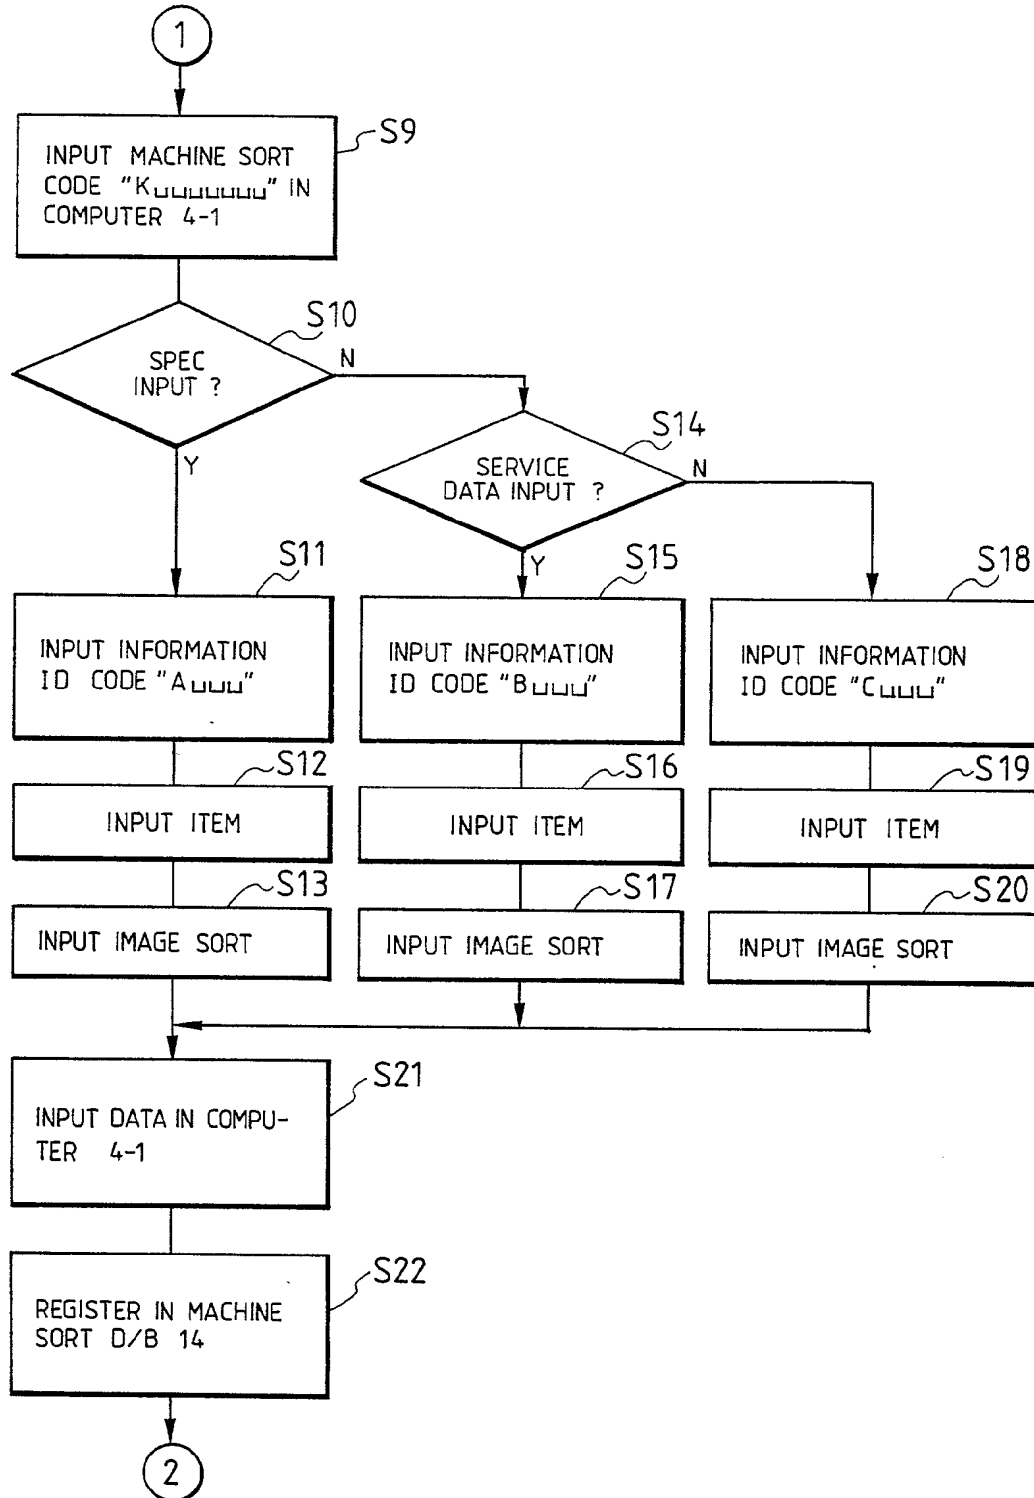 1
S9
INPUT MACHINE SORT
CODE "K␣␣␣␣␣␣␣" IN
COMPUTER 4-1
S10
SPEC
INPUT ?
N
Y
S14
SERVICE
DATA INPUT ?
N
Y
S11
INPUT INFORMATION
ID CODE "A␣␣␣"
S15
INPUT INFORMATION
ID CODE "B␣␣␣"
S18
INPUT INFORMATION
ID CODE "C␣␣␣"
S12
INPUT ITEM
S16
INPUT ITEM
S19
INPUT ITEM
S13
INPUT IMAGE SORT
S17
INPUT IMAGE SORT
S20
INPUT IMAGE SORT
S21
INPUT DATA IN COMPU-
TER 4-1
S22
REGISTER IN MACHINE
SORT D/B 14
2